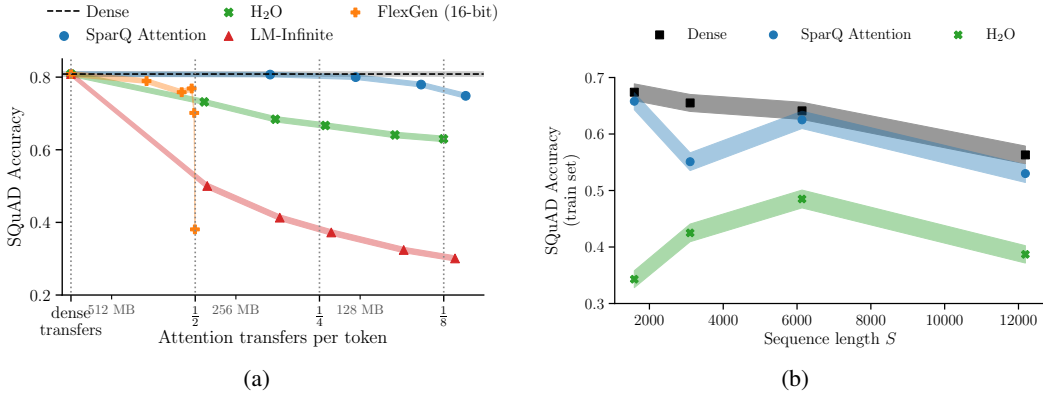 Dense
H₂O
FlexGen (16-bit)
SparQ Attention
LM-Infinite
SQuAD Accuracy
0.8
0.6
0.4
0.2
dense
transfers
512 MB
1/2
256 MB
1/4
128 MB
1/8
Attention transfers per token
(a)
Dense
SparQ Attention
H₂O
SQuAD Accuracy
(train set)
0.7
0.6
0.5
0.4
0.3
2000
4000
6000
8000
10000
12000
Sequence length S
(b)